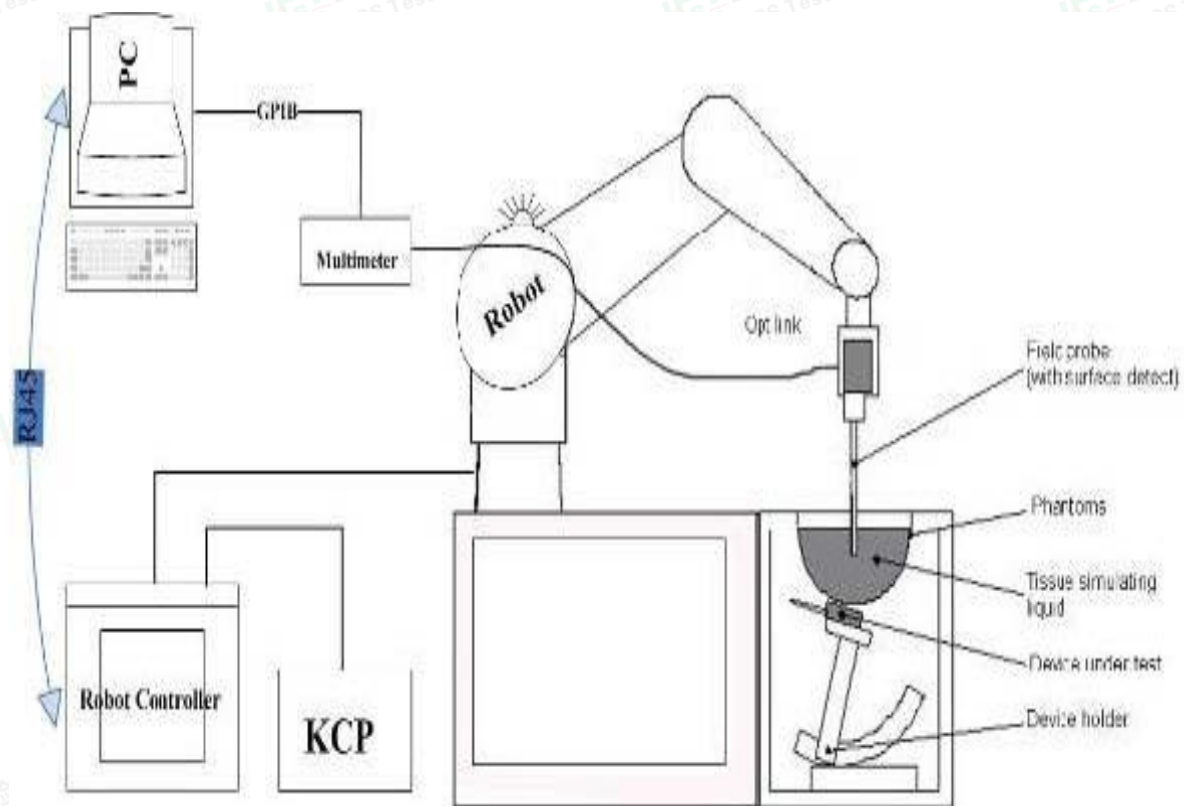 PC
GPIB
Multimeter
Robot
Opt link
Field probe
(with surface detect)
RJ45
Phantoms
Tissue simulating
liquid
Device under test
Device holder
Robot Controller
KCP